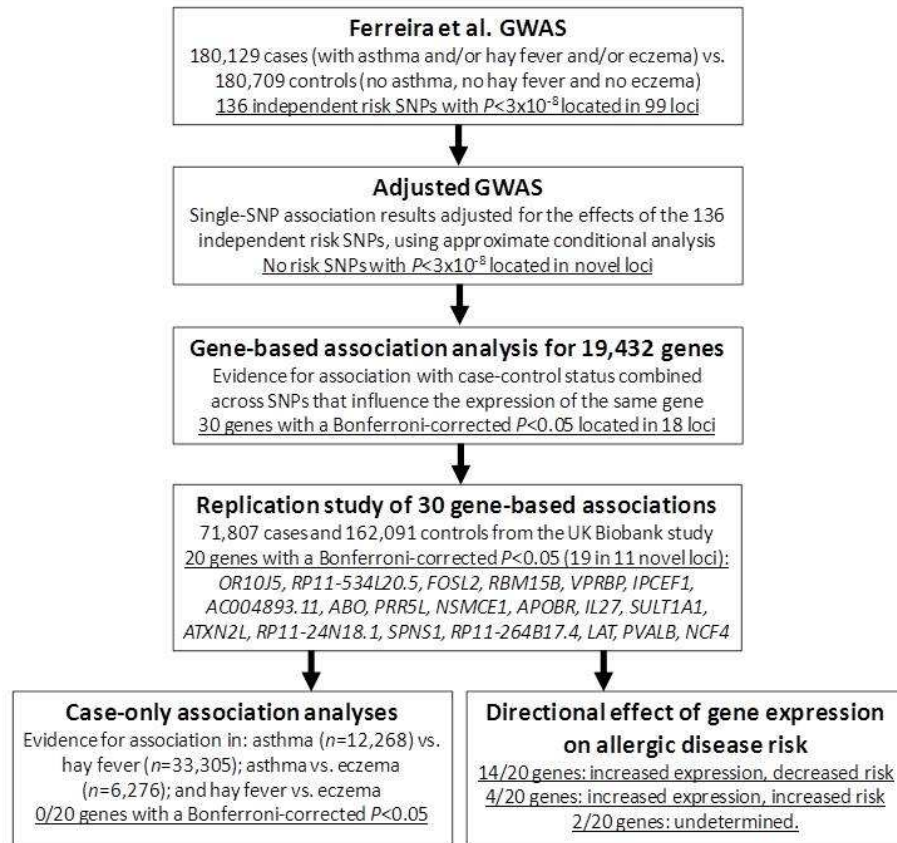 Ferreira et al. GWAS
180,129 cases (with asthma and/or hay fever and/or eczema) vs.
180,709 controls (no asthma, no hay fever and no eczema)
136 independent risk SNPs with P<3x10⁻⁸ located in 99 loci
Adjusted GWAS
Single-SNP association results adjusted for the effects of the 136
independent risk SNPs, using approximate conditional analysis
No risk SNPs with P<3x10⁻⁸ located in novel loci
Gene-based association analysis for 19,432 genes
Evidence for association with case-control status combined
across SNPs that influence the expression of the same gene
30 genes with a Bonferroni-corrected P<0.05 located in 18 loci
Replication study of 30 gene-based associations
71,807 cases and 162,091 controls from the UK Biobank study
20 genes with a Bonferroni-corrected P<0.05 (19 in 11 novel loci):
OR10J5, RP11-534L20.5, FOSL2, RBM15B, VPRBP, IPCEF1,
AC004893.11, ABO, PRR5L, NSMCE1, APOBR, IL27, SULT1A1,
ATXN2L, RP11-24N18.1, SPNS1, RP11-264B17.4, LAT, PVALB, NCF4
Case-only association analyses
Evidence for association in: asthma (n=12,268) vs.
hay fever (n=33,305); asthma vs. eczema
(n=6,276); and hay fever vs. eczema
0/20 genes with a Bonferroni-corrected P<0.05
Directional effect of gene expression
on allergic disease risk
14/20 genes: increased expression, decreased risk
4/20 genes: increased expression, increased risk
2/20 genes: undetermined.